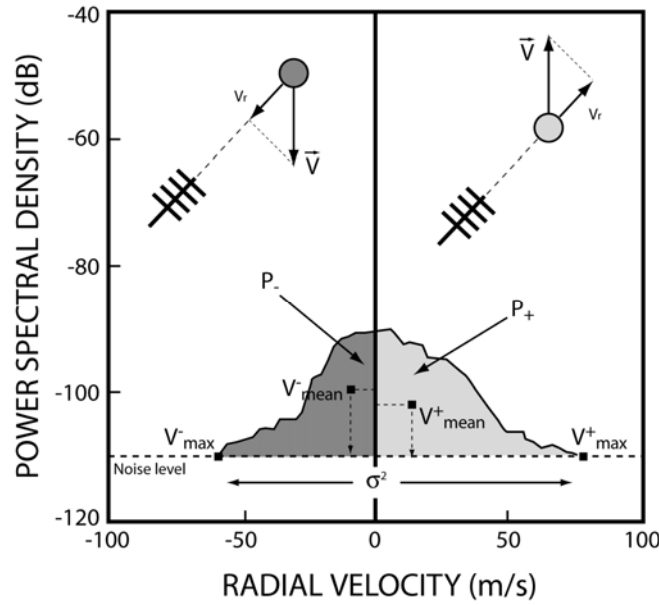 POWER SPECTRAL DENSITY (dB)
-40
-60
-80
-100
-120
Vr
V⃗
V⃗
Vr
P-
P+
V-mean
V+mean
V-max
V+max
Noise level
σ²
-100
-50
0
50
100
RADIAL VELOCITY (m/s)